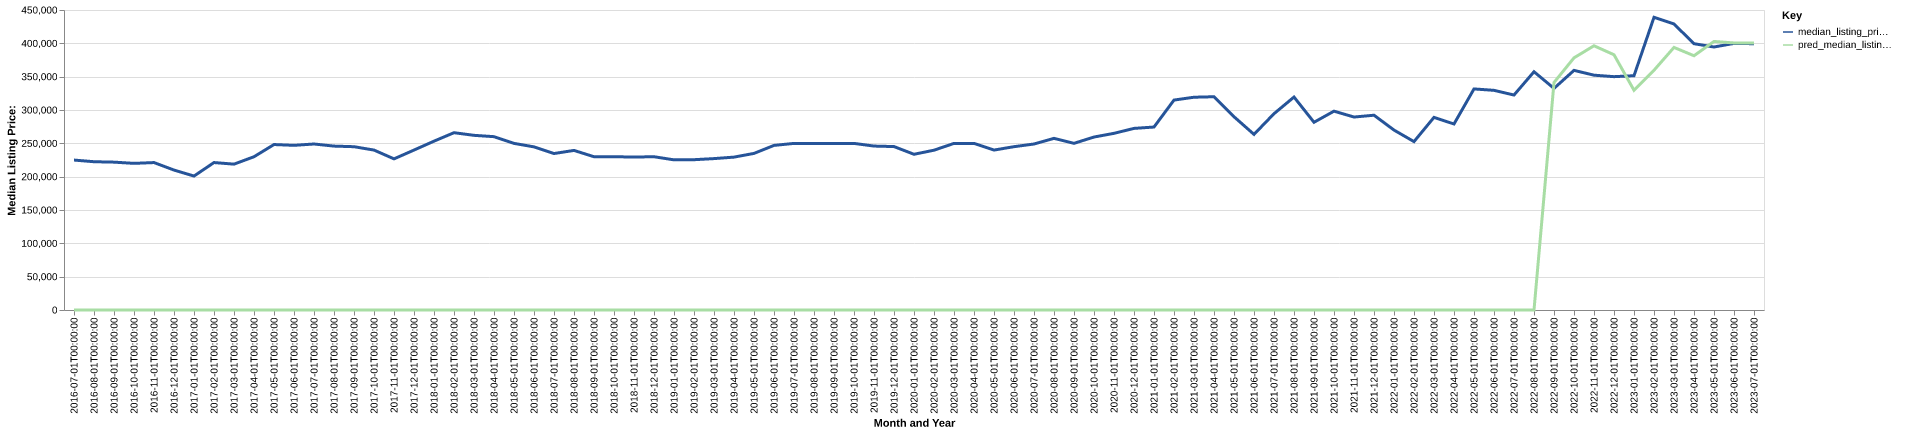 450,000
400,000
350,000
300,000
250,000
200,000
150,000
100,000
50,000
0
Median Listing Price:
2016-07-01T00:00:00
2016-08-01T00:00:00
2016-09-01T00:00:00
2016-10-01T00:00:00
2016-11-01T00:00:00
2016-12-01T00:00:00
2017-01-01T00:00:00
2017-02-01T00:00:00
2017-03-01T00:00:00
2017-04-01T00:00:00
2017-05-01T00:00:00
2017-06-01T00:00:00
2017-07-01T00:00:00
2017-08-01T00:00:00
2017-09-01T00:00:00
2017-10-01T00:00:00
2017-11-01T00:00:00
2018-01-01T00:00:00
2018-02-01T00:00:00
2018-03-01T00:00:00
2018-04-01T00:00:00
2018-05-01T00:00:00
2018-06-01T00:00:00
2018-07-01T00:00:00
2018-08-01T00:00:00
2018-09-01T00:00:00
2018-10-01T00:00:00
2018-11-01T00:00:00
2018-12-01T00:00:00
2019-01-01T00:00:00
2019-02-01T00:00:00
2019-03-01T00:00:00
2019-04-01T00:00:00
2019-05-01T00:00:00
2019-06-01T00:00:00
2019-07-01T00:00:00
2019-08-01T00:00:00
2019-09-01T00:00:00
2019-10-01T00:00:00
2019-11-01T00:00:00
2019-12-01T00:00:00
2020-01-01T00:00:00
2020-02-01T00:00:00
2020-03-01T00:00:00
2020-04-01T00:00:00
2020-05-01T00:00:00
2020-06-01T00:00:00
2020-07-01T00:00:00
2020-08-01T00:00:00
2020-09-01T00:00:00
2020-10-01T00:00:00
2020-11-01T00:00:00
2020-12-01T00:00:00
2021-01-01T00:00:00
2021-03-01T00:00:00
2021-04-01T00:00:00
2021-05-01T00:00:00
2021-06-01T00:00:00
2021-07-01T00:00:00
2021-08-01T00:00:00
2021-09-01T00:00:00
2021-10-01T00:00:00
2021-11-01T00:00:00
2021-12-01T00:00:00
2022-01-01T00:00:00
2022-02-01T00:00:00
2022-03-01T00:00:00
2022-04-01T00:00:00
2022-05-01T00:00:00
2022-06-01T00:00:00
2022-07-01T00:00:00
2022-08-01T00:00:00
2022-09-01T00:00:00
2022-10-01T00:00:00
2022-11-01T00:00:00
2022-12-01T00:00:00
2023-01-01T00:00:00
2023-02-01T00:00:00
2023-03-01T00:00:00
2023-04-01T00:00:00
2023-05-01T00:00:00
2023-06-01T00:00:00
2023-07-01T00:00:00
Month and Year
Key
median_listing_pri…
pred_median_listin…